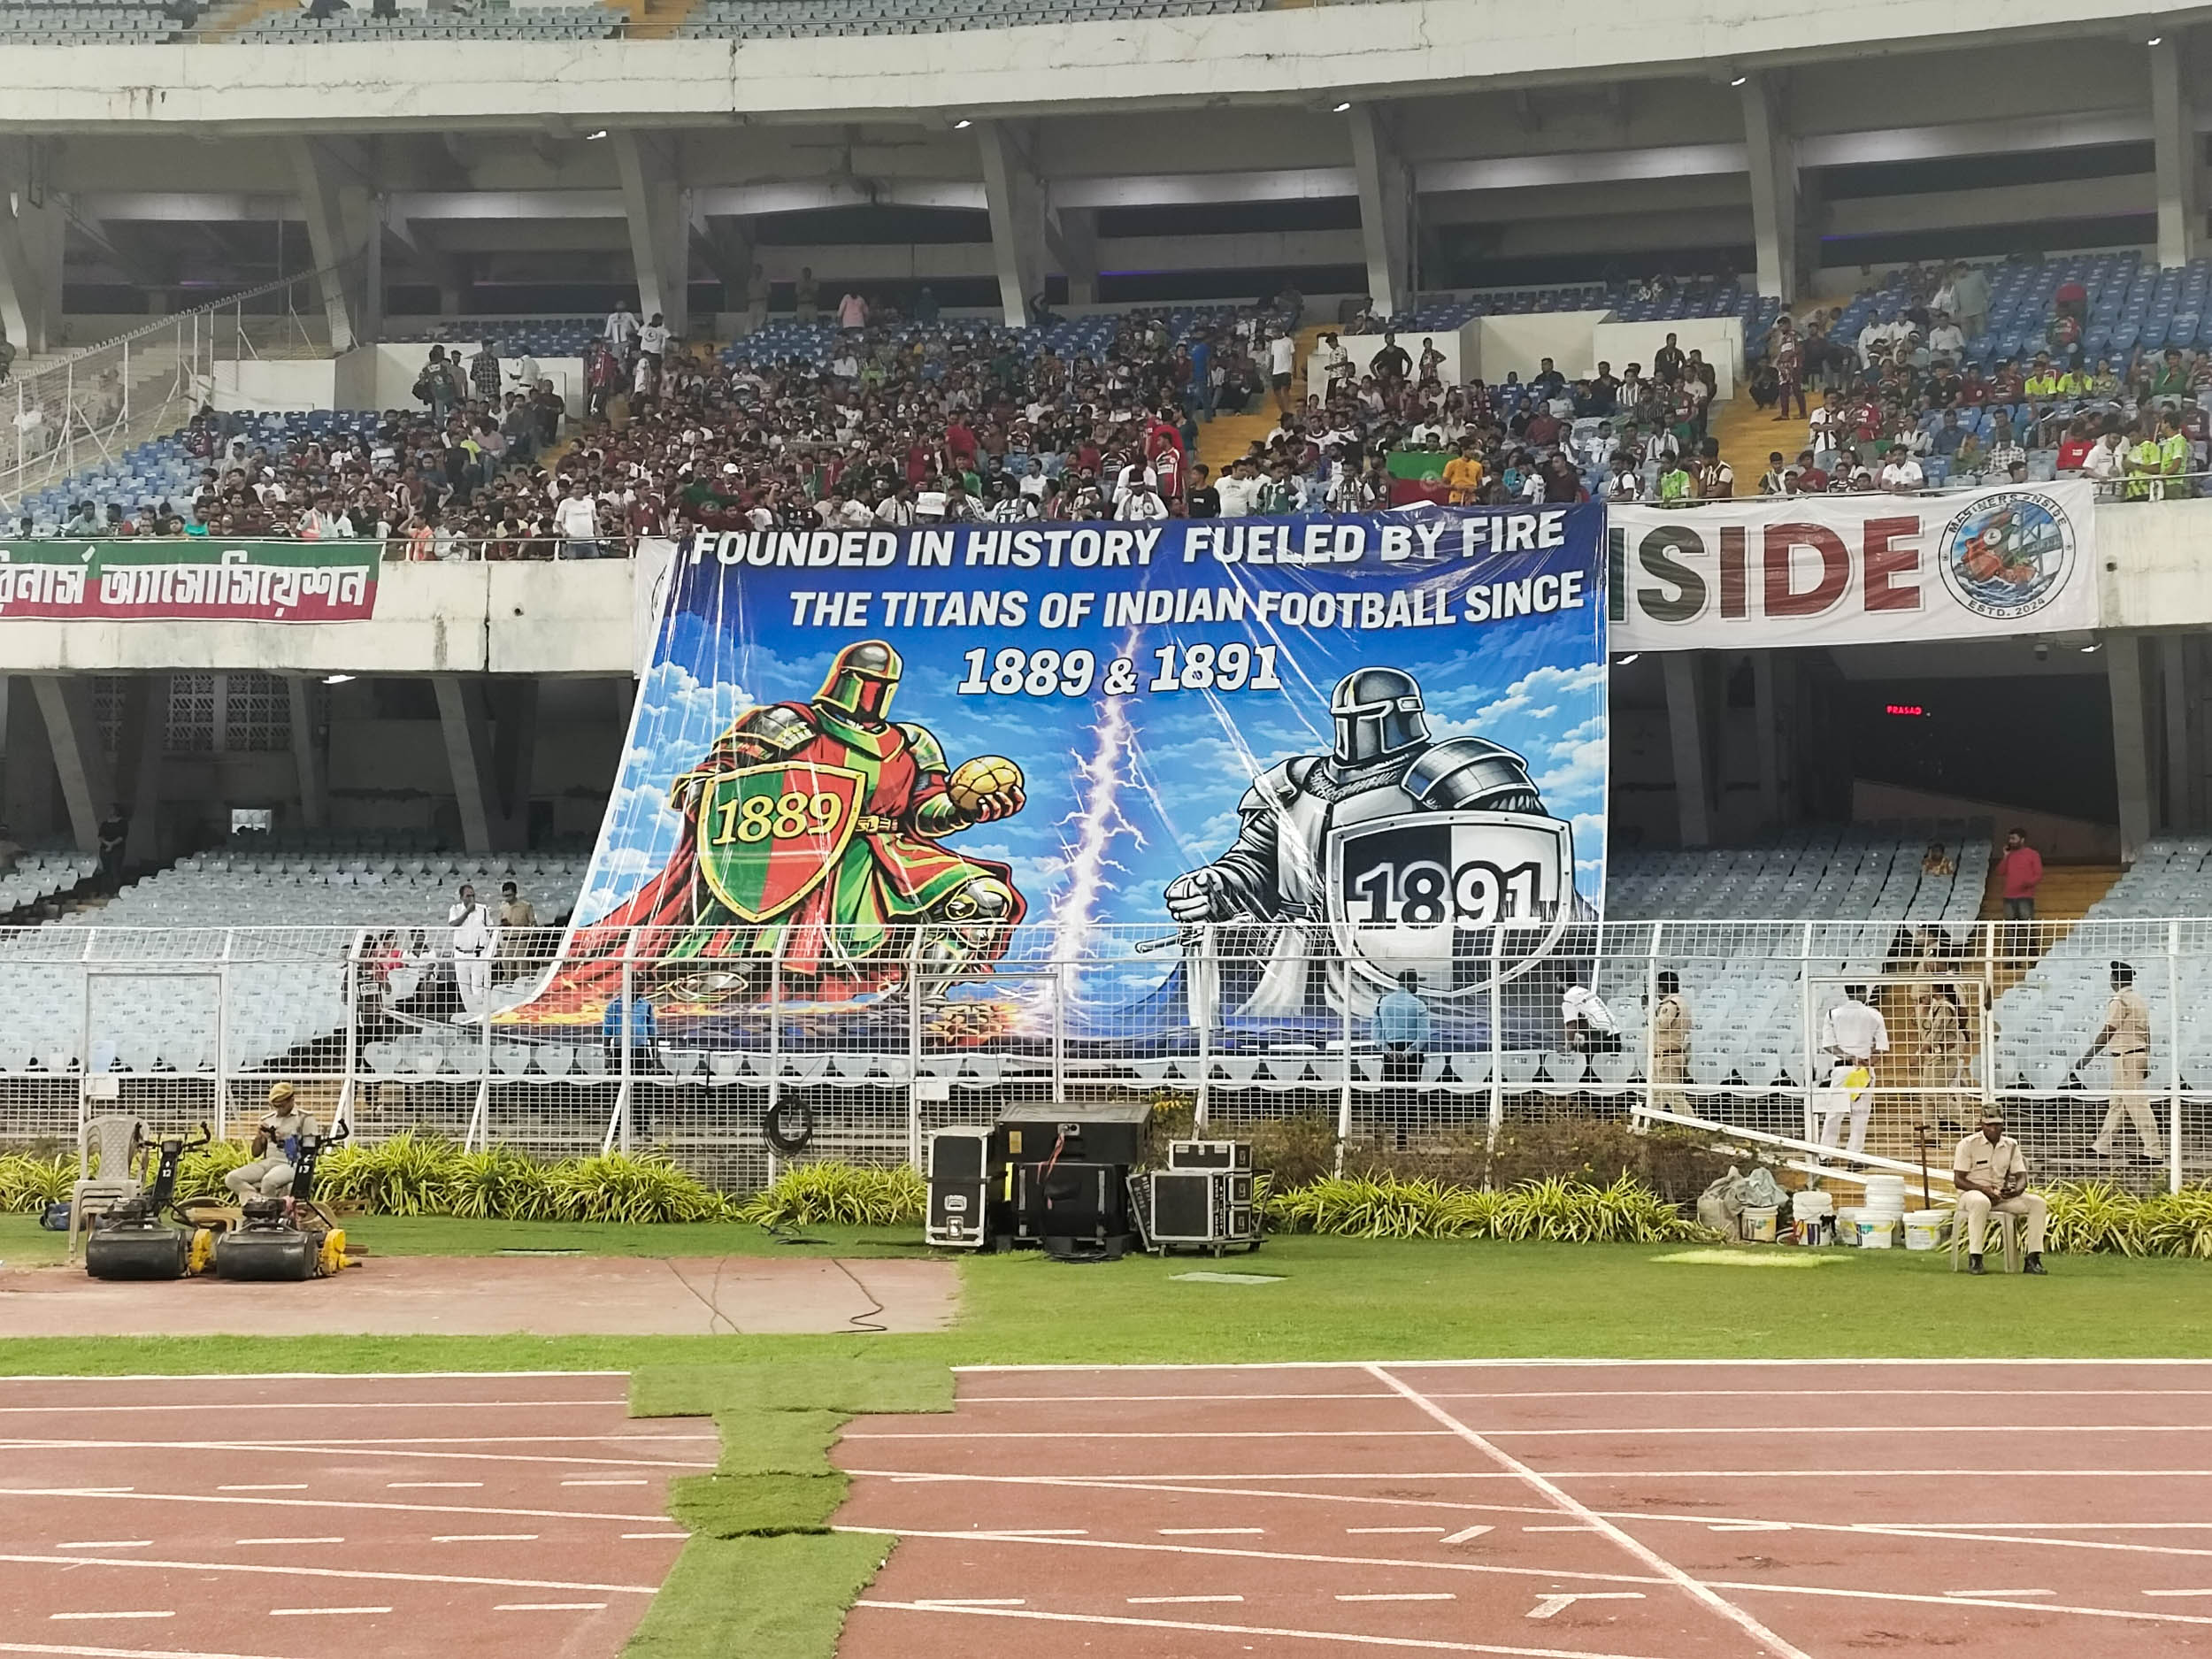 FOUNDED IN HISTORY FUELED BY FIRE
THE TITANS OF INDIAN FOOTBALL SINCE
1889 & 1891
1889
1891
রিনার্স অ্যাসোসিয়েশন
NSIDE
MARINERS INSIDE
ESTD. 2024
PRASAD